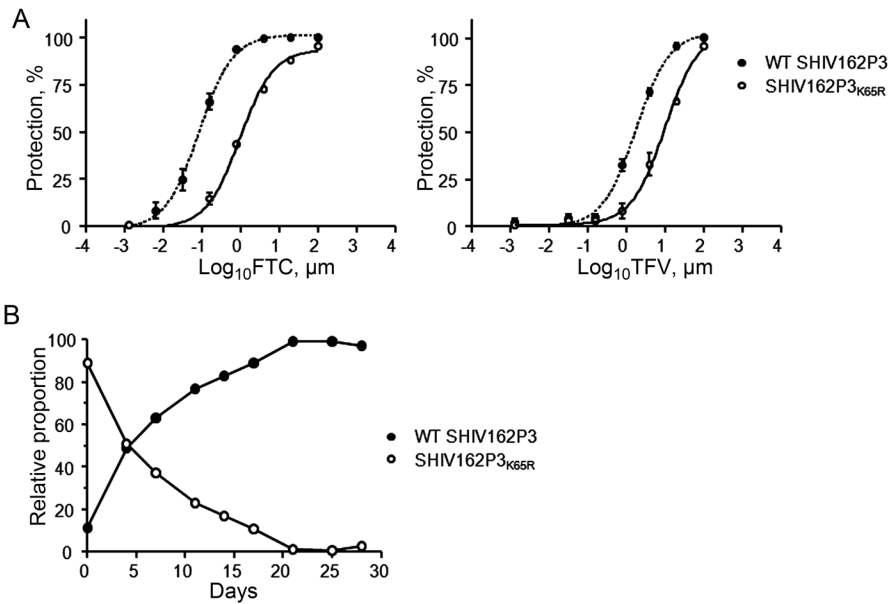 A
Protection, %
100
75
50
25
0
-4 -3 -2 -1 0 1 2 3 4
Log10FTC, µm
Protection, %
100
75
50
25
0
-4 -3 -2 -1 0 1 2 3 4
Log10TFV, µm
WT SHIV162P3
SHIV162P3K65R
B
Relative proportion
100
80
60
40
20
0
0 5 10 15 20 25 30
Days
WT SHIV162P3
SHIV162P3K65R